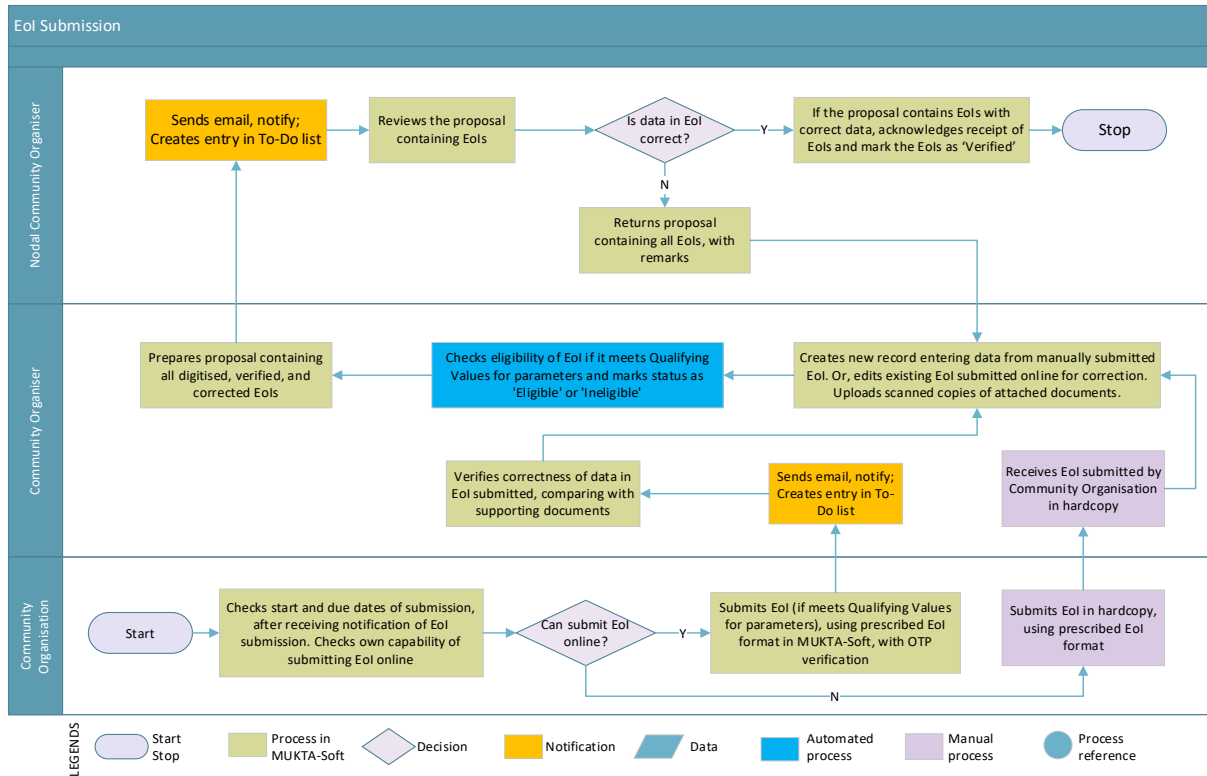 EoI Submission
Nodal Community Organiser
Sends email, notify;
Creates entry in To-Do list
Reviews the proposal
containing EoIs
Is data in EoI
correct?
Y
If the proposal contains EoIs with
correct data, acknowledges receipt of
EoIs and mark the EoIs as ‘Verified’
Stop
N
Returns proposal
containing all EoIs, with
remarks
Community Organiser
Prepares proposal containing
all digitised, verified, and
corrected EoIs
Checks eligibility of EoI if it meets Qualifying
Values for parameters and marks status as
'Eligible' or 'Ineligible'
Creates new record entering data from manually submitted
EoI. Or, edits existing EoI submitted online for correction.
Uploads scanned copies of attached documents.
Verifies correctness of data in
EoI submitted, comparing with
supporting documents
Sends email, notify;
Creates entry in To-
Do list
Receives EoI submitted by
Community Organisation
in hardcopy
Community
Organisation
Start
Checks start and due dates of submission,
after receiving notification of EoI
submission. Checks own capability of
submitting EoI online
Can submit EoI
online?
Y
Submits EoI (if meets Qualifying Values
for parameters), using prescribed EoI
format in MUKTA-Soft, with OTP
verification
Submits EoI in hardcopy,
using prescribed EoI
format
N
LEGENDS
Start
Stop
Process in
MUKTA-Soft
Decision
Notification
Data
Automated
process
Manual
process
Process
reference